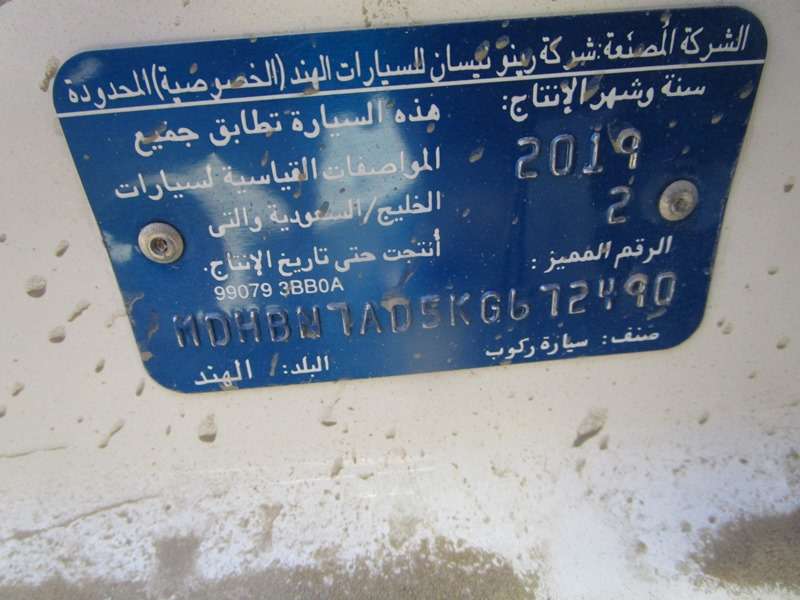 الشركة المصنعة: شركة رينو نيسان للسيارات الهند (الخصوصية) المحدودة
سنة وشهر الإنتاج:
2019
2
هذه السيارة تطابق جميع
المواصفات القياسية لسيارات
الخليج/السعودية والتى
أنتجت حتى تاريخ الإنتاج.
الرقم المميز:
99079 3BB0A
MDHBN7AD5KG672490
صنف: سيارة ركوب
البلد: الهند